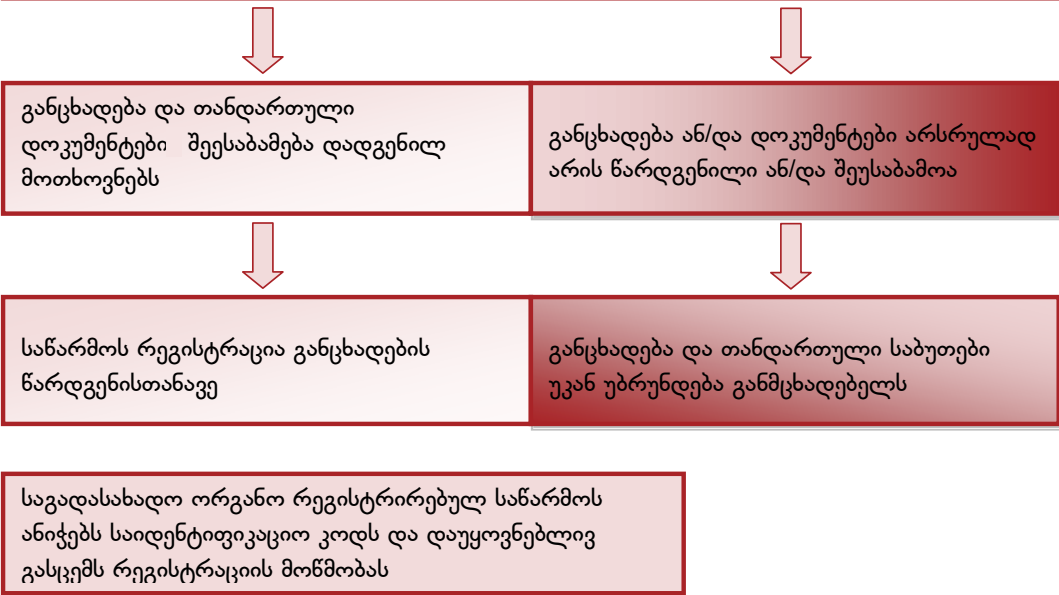 განცხადება და თანდართული
დოკუმენტები შეესაბამება დადგენილ
მოთხოვნებს
განცხადება ან/და დოკუმენტები არსრულად
არის წარდგენილი ან/და შეუსაბამოა
საწარმოს რეგისტრაცია განცხადების
წარდგენისთანავე
განცხადება და თანდართული საბუთები
უკან უბრუნდება განმცხადებელს
საგადასახადო ორგანო რეგისტრირებულ საწარმოს
ანიჭებს საიდენტიფიკაციო კოდს და დაუყოვნებლივ
გასცემს რეგისტრაციის მოწმობას